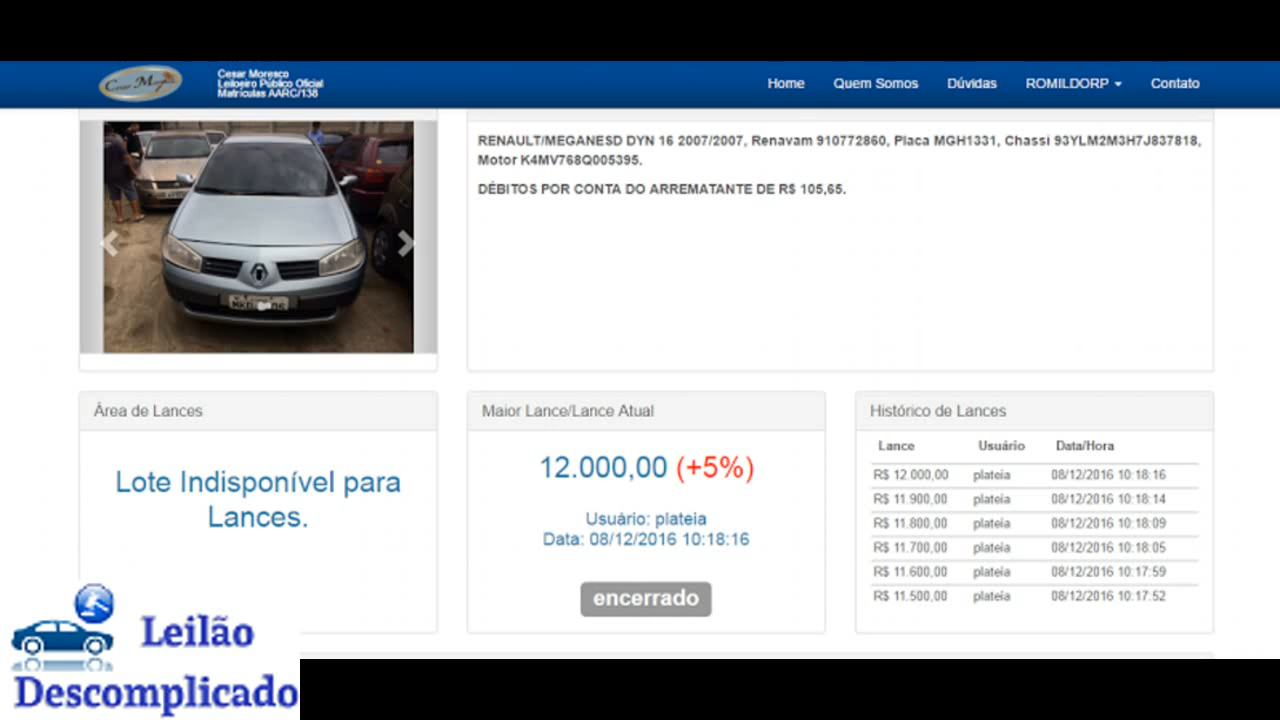 Cesar Moresco
Leiloeiro Público Oficial
Matrículas AARC/138
Home
Quem Somos
Dúvidas
ROMILDORP
Contato
RENAULT/MEGANESD DYN 16 2007/2007, Renavam 910772860, Placa MGH1331, Chassi 93YLM2M3H7J837818,
Motor K4MV768Q005395.
DÉBITOS POR CONTA DO ARREMATANTE DE R$ 105,65.
Área de Lances
Lote Indisponível para
Lances.
Maior Lance/Lance Atual
12.000,00 (+5%)
Usuário: plateia
Data: 08/12/2016 10:18:16
encerrado
Histórico de Lances
Lance Usuário Data/Hora
R$ 12.000,00 plateia 08/12/2016 10:18:16
R$ 11.900,00 plateia 08/12/2016 10:18:14
R$ 11.800,00 plateia 08/12/2016 10:18:09
R$ 11.700,00 plateia 08/12/2016 10:18:05
R$ 11.600,00 plateia 08/12/2016 10:17:59
R$ 11.500,00 plateia 08/12/2016 10:17:52
Leilão
Descomplicado